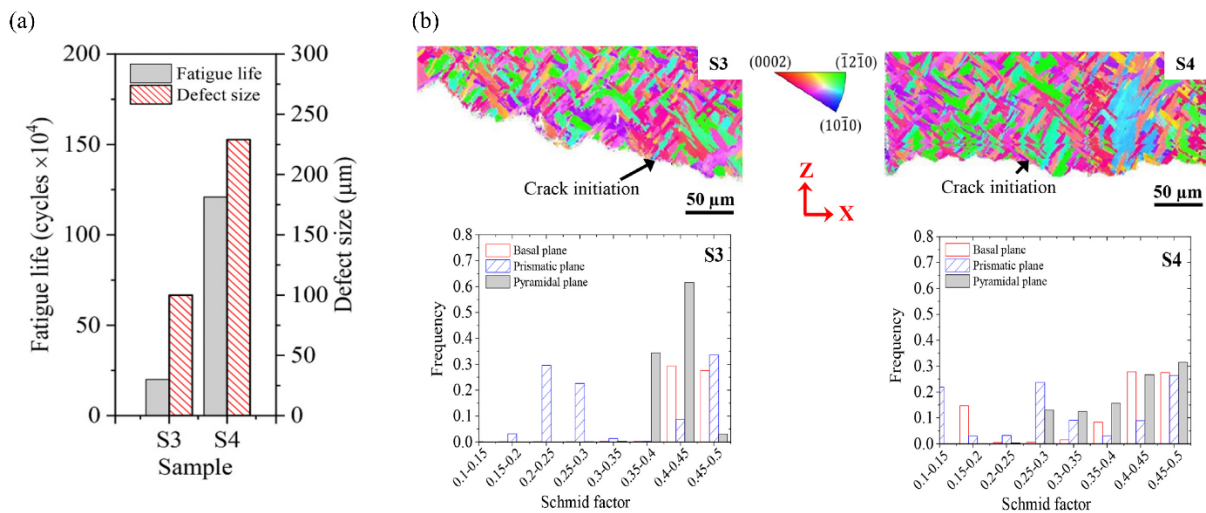 (a)
200
150
100
50
0
Fatigue life (cycles ×10⁴)
Fatigue life
Defect size
300
250
200
150
100
50
0
Defect size (µm)
S3 S4
Sample
(b)
S3
Crack initiation
50 µm
(0002) (1̅21̅0)
(101̅0)
Z
X
S4
Crack initiation
50 µm
0.8
0.7
0.6
0.5
0.4
0.3
0.2
0.1
0.0
Frequency
Basal plane
Prismatic plane
Pyramidal plane
S3
0.1-0.15 0.15-0.2 0.2-0.25 0.25-0.3 0.3-0.35 0.35-0.4 0.4-0.45 0.45-0.5
Schmid factor
0.8
0.7
0.6
0.5
0.4
0.3
0.2
0.1
0.0
Frequency
Basal plane
Prismatic plane
Pyramidal plane
S4
0.1-0.15 0.15-0.2 0.2-0.25 0.25-0.3 0.3-0.35 0.35-0.4 0.4-0.45 0.45-0.5
Schmid factor